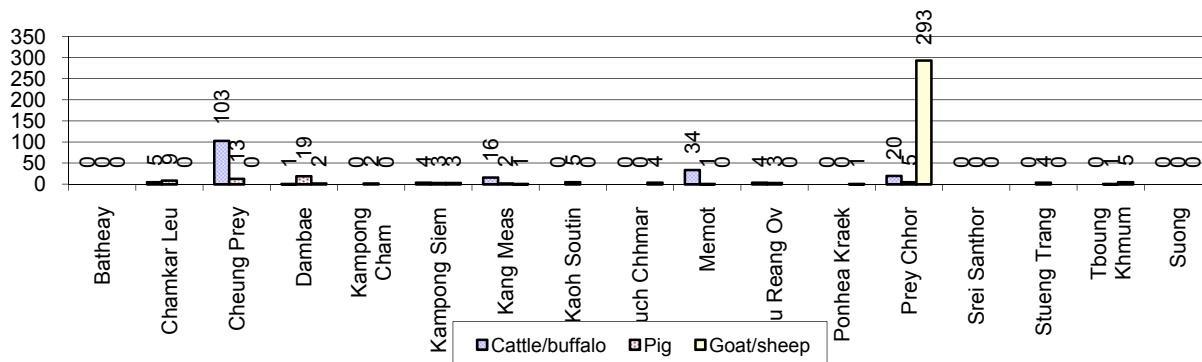 350
300
250
200
150
100
50
0
0 0 0
5 9 0
103 13 0
1 19 2
0 2 0
4 3 3
16 2 1
0 5 0
0 0 4
34 1 0
4 3 0
0 0 1
20 5 293
0 0 0
0 4 0
0 1 5
0 0 0
Batheay
Chamkar Leu
Cheung Prey
Dambae
Kampong
Cham
Kampong Siem
Kang Meas
Kaoh Soutin
uch Chhmar
Memot
u Reang Ov
Ponhea Kraek
Prey Chhor
Srei Santhor
Stueng Trang
Tboung
Khmum
Suong
Cattle/buffalo Pig Goat/sheep